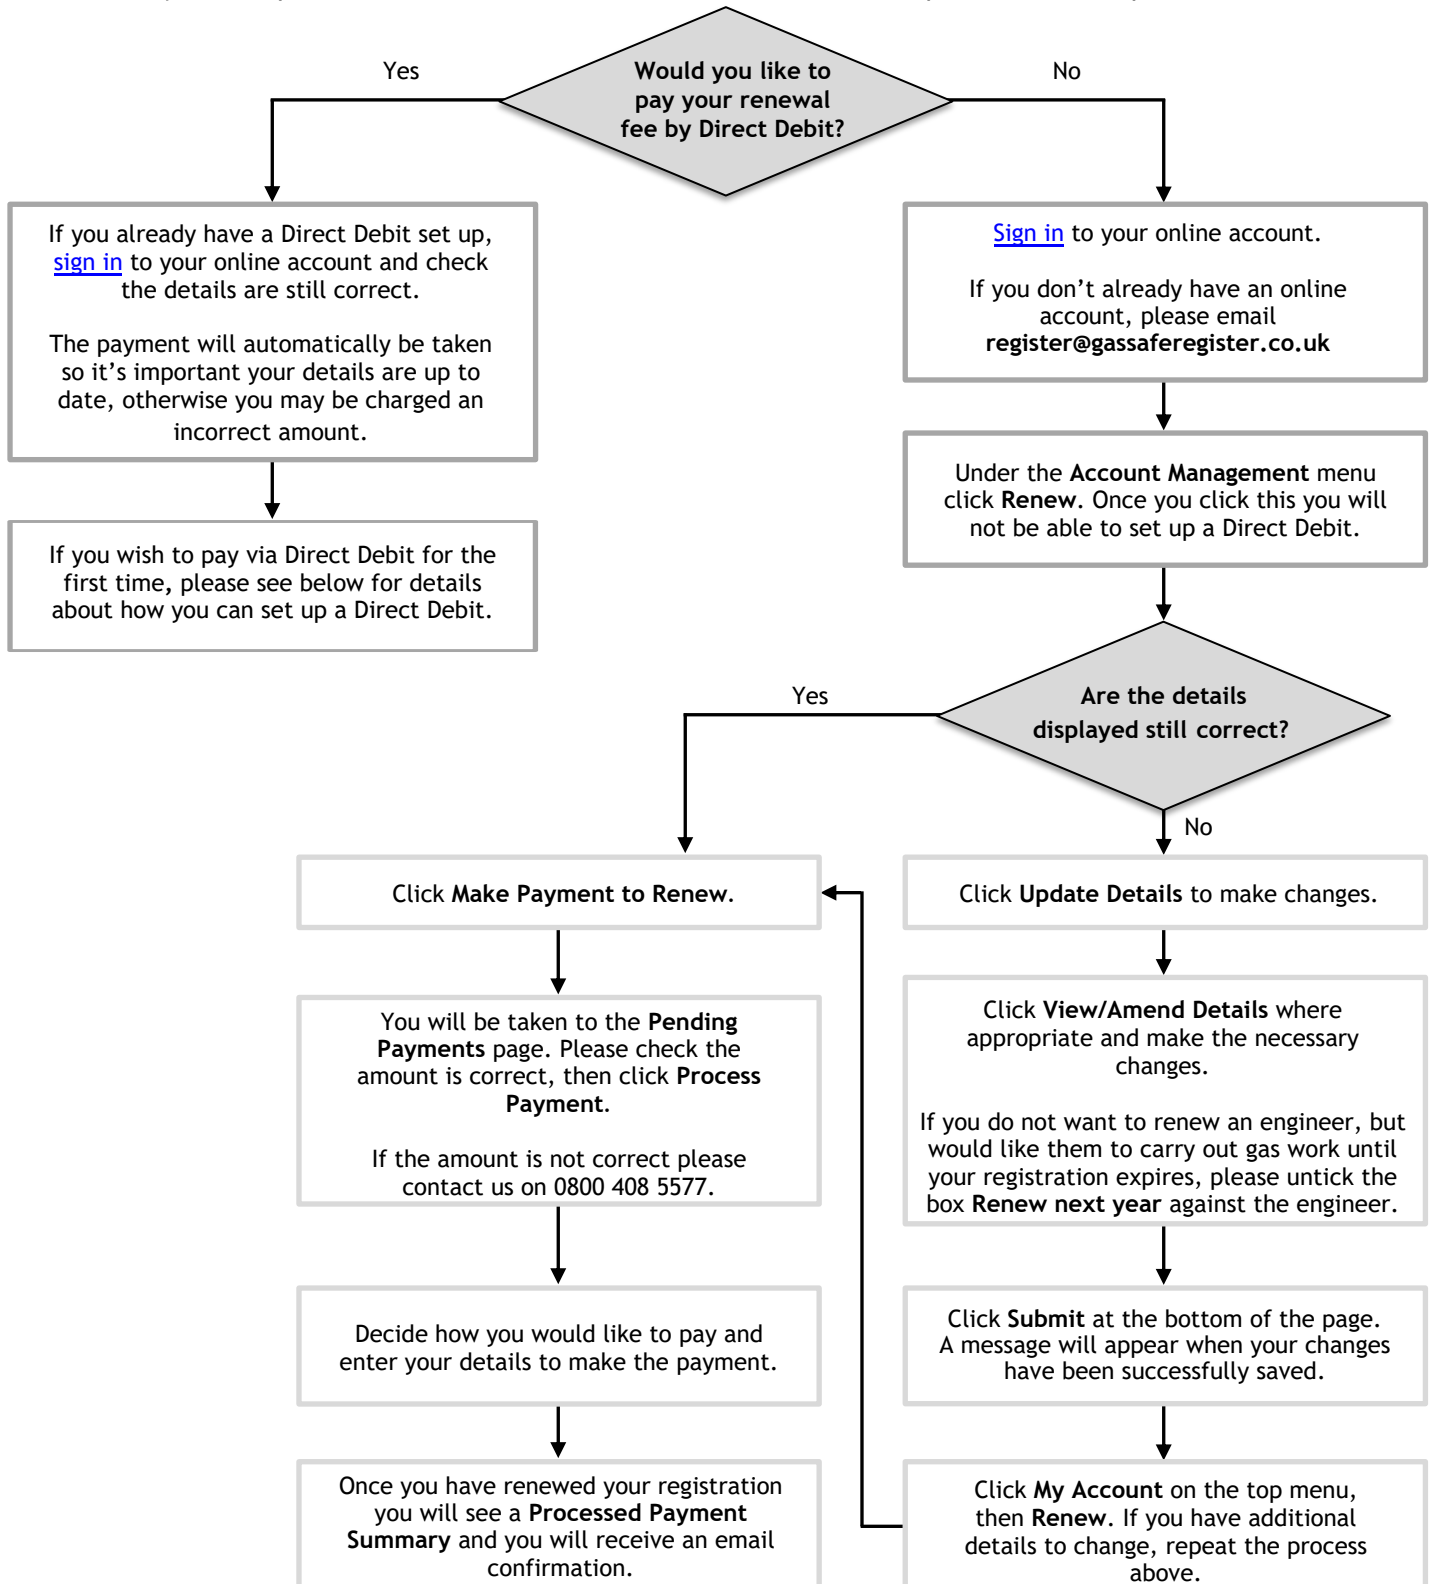 Would you like to
pay your renewal
fee by Direct Debit?
Yes
No
If you already have a Direct Debit set up,
sign in to your online account and check
the details are still correct.
The payment will automatically be taken
so it’s important your details are up to
date, otherwise you may be charged an
incorrect amount.
If you wish to pay via Direct Debit for the
first time, please see below for details
about how you can set up a Direct Debit.
Sign in to your online account.
If you don’t already have an online
account, please email
register@gassaferegister.co.uk
Under the Account Management menu
click Renew. Once you click this you will
not be able to set up a Direct Debit.
Are the details
displayed still correct?
Yes
No
Click Make Payment to Renew.
You will be taken to the Pending
Payments page. Please check the
amount is correct, then click Process
Payment.
If the amount is not correct please
contact us on 0800 408 5577.
Decide how you would like to pay and
enter your details to make the payment.
Once you have renewed your registration
you will see a Processed Payment
Summary and you will receive an email
confirmation.
Click Update Details to make changes.
Click View/Amend Details where
appropriate and make the necessary
changes.
If you do not want to renew an engineer, but
would like them to carry out gas work until
your registration expires, please untick the
box Renew next year against the engineer.
Click Submit at the bottom of the page.
A message will appear when your changes
have been successfully saved.
Click My Account on the top menu,
then Renew. If you have additional
details to change, repeat the process
above.